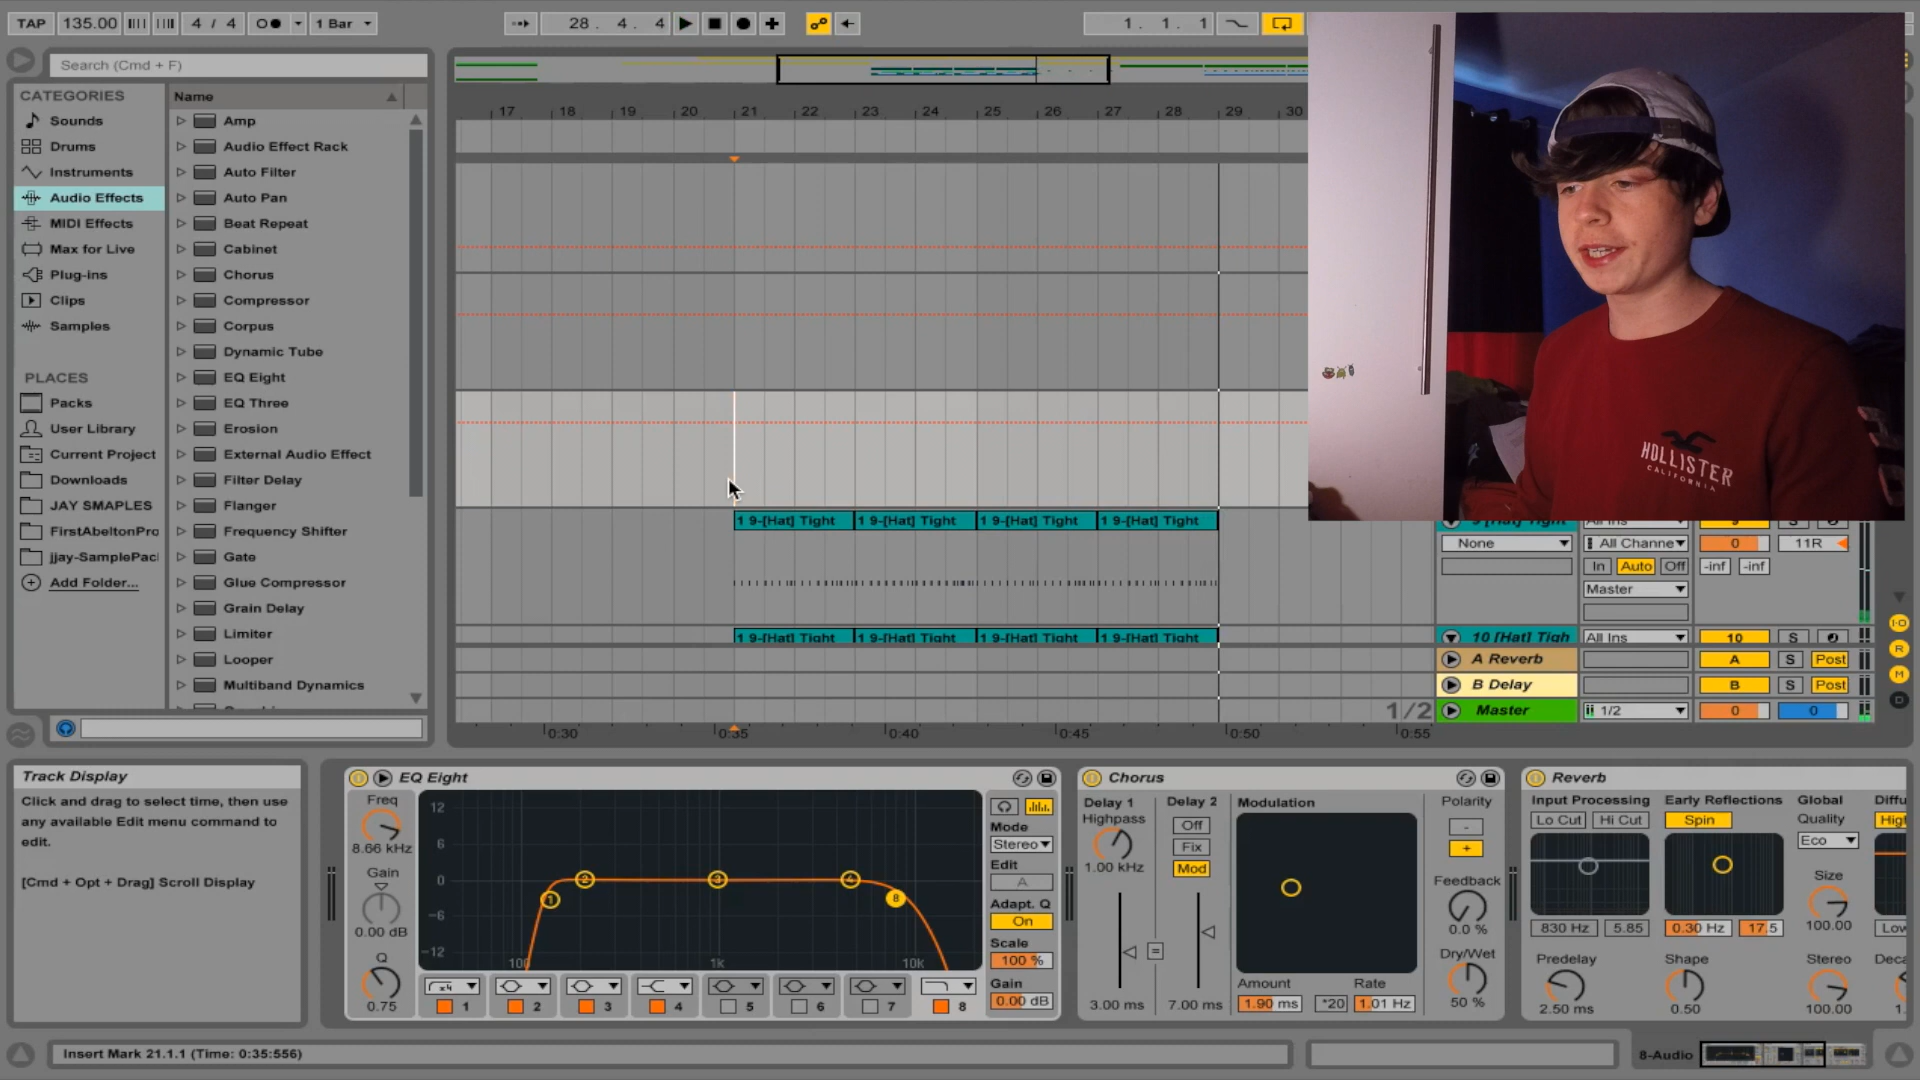 TAP 135.00 4 / 4 1 Bar 28 . 4 . 4 1 . 1 . 1
Search (Cmd + F)
CATEGORIES
Sounds
Drums
Instruments
Audio Effects
MIDI Effects
Max for Live
Plug-ins
Clips
Samples
PLACES
Packs
User Library
Current Project
Downloads
JAY SMAPLES
FirstAbeltonPro
jjay-SamplePac
Add Folder...
Name
Amp
Audio Effect Rack
Auto Filter
Auto Pan
Beat Repeat
Cabinet
Chorus
Compressor
Corpus
Dynamic Tube
EQ Eight
EQ Three
Erosion
External Audio Effect
Filter Delay
Flanger
Frequency Shifter
Gate
Glue Compressor
Grain Delay
Limiter
Looper
Multiband Dynamics
17 18 19 20 21 22 23 24 25 26 27 28 29 30
HOLLISTER
CALIFORNIA
1 9-[Hat] Tight 1 9-[Hat] Tight 1 9-[Hat] Tight 1 9-[Hat] Tight
None All Channe 0 11R
In Auto Off -inf -inf
Master
1 9-[Hat] Tight 1 9-[Hat] Tight 1 9-[Hat] Tight 1 9-[Hat] Tight 10 [Hat] Tigh All Ins 10 S
A Reverb A S Post
B Delay B S Post
1/2 Master 1/2 0 0
0:30 0:35 0:40 0:45 0:50 0:55
Track Display
Click and drag to select time, then use
any available Edit menu command to
edit.
[Cmd + Opt + Drag] Scroll Display
EQ Eight
Freq
8.66 kHz
Gain
0.00 dB
Q
0.75
12
6
0
-6
-12
100 1k 10k
x4
1 2 3 4 5 6 7 8
Mode
Stereo
Edit
A
Adapt. Q
On
Scale
100 %
Gain
0.00 dB
Chorus
Delay 1
Highpass
1.00 kHz
3.00 ms
Delay 2
Off
Fix
Mod
7.00 ms
Modulation
Amount Rate
1.90 ms *20 1.01 Hz
Polarity
-
+
Feedback
0.0 %
Dry/Wet
50 %
Reverb
Input Processing
Lo Cut Hi Cut
830 Hz 5.85
Predelay
2.50 ms
Early Reflections
Spin
0.30 Hz 17.5
Shape
0.50
Global
Quality
Eco
Size
100.00
Stereo
100.00
Diffu
High
Low
Deca
Insert Mark 21.1.1 (Time: 0:35:556)
8-Audio